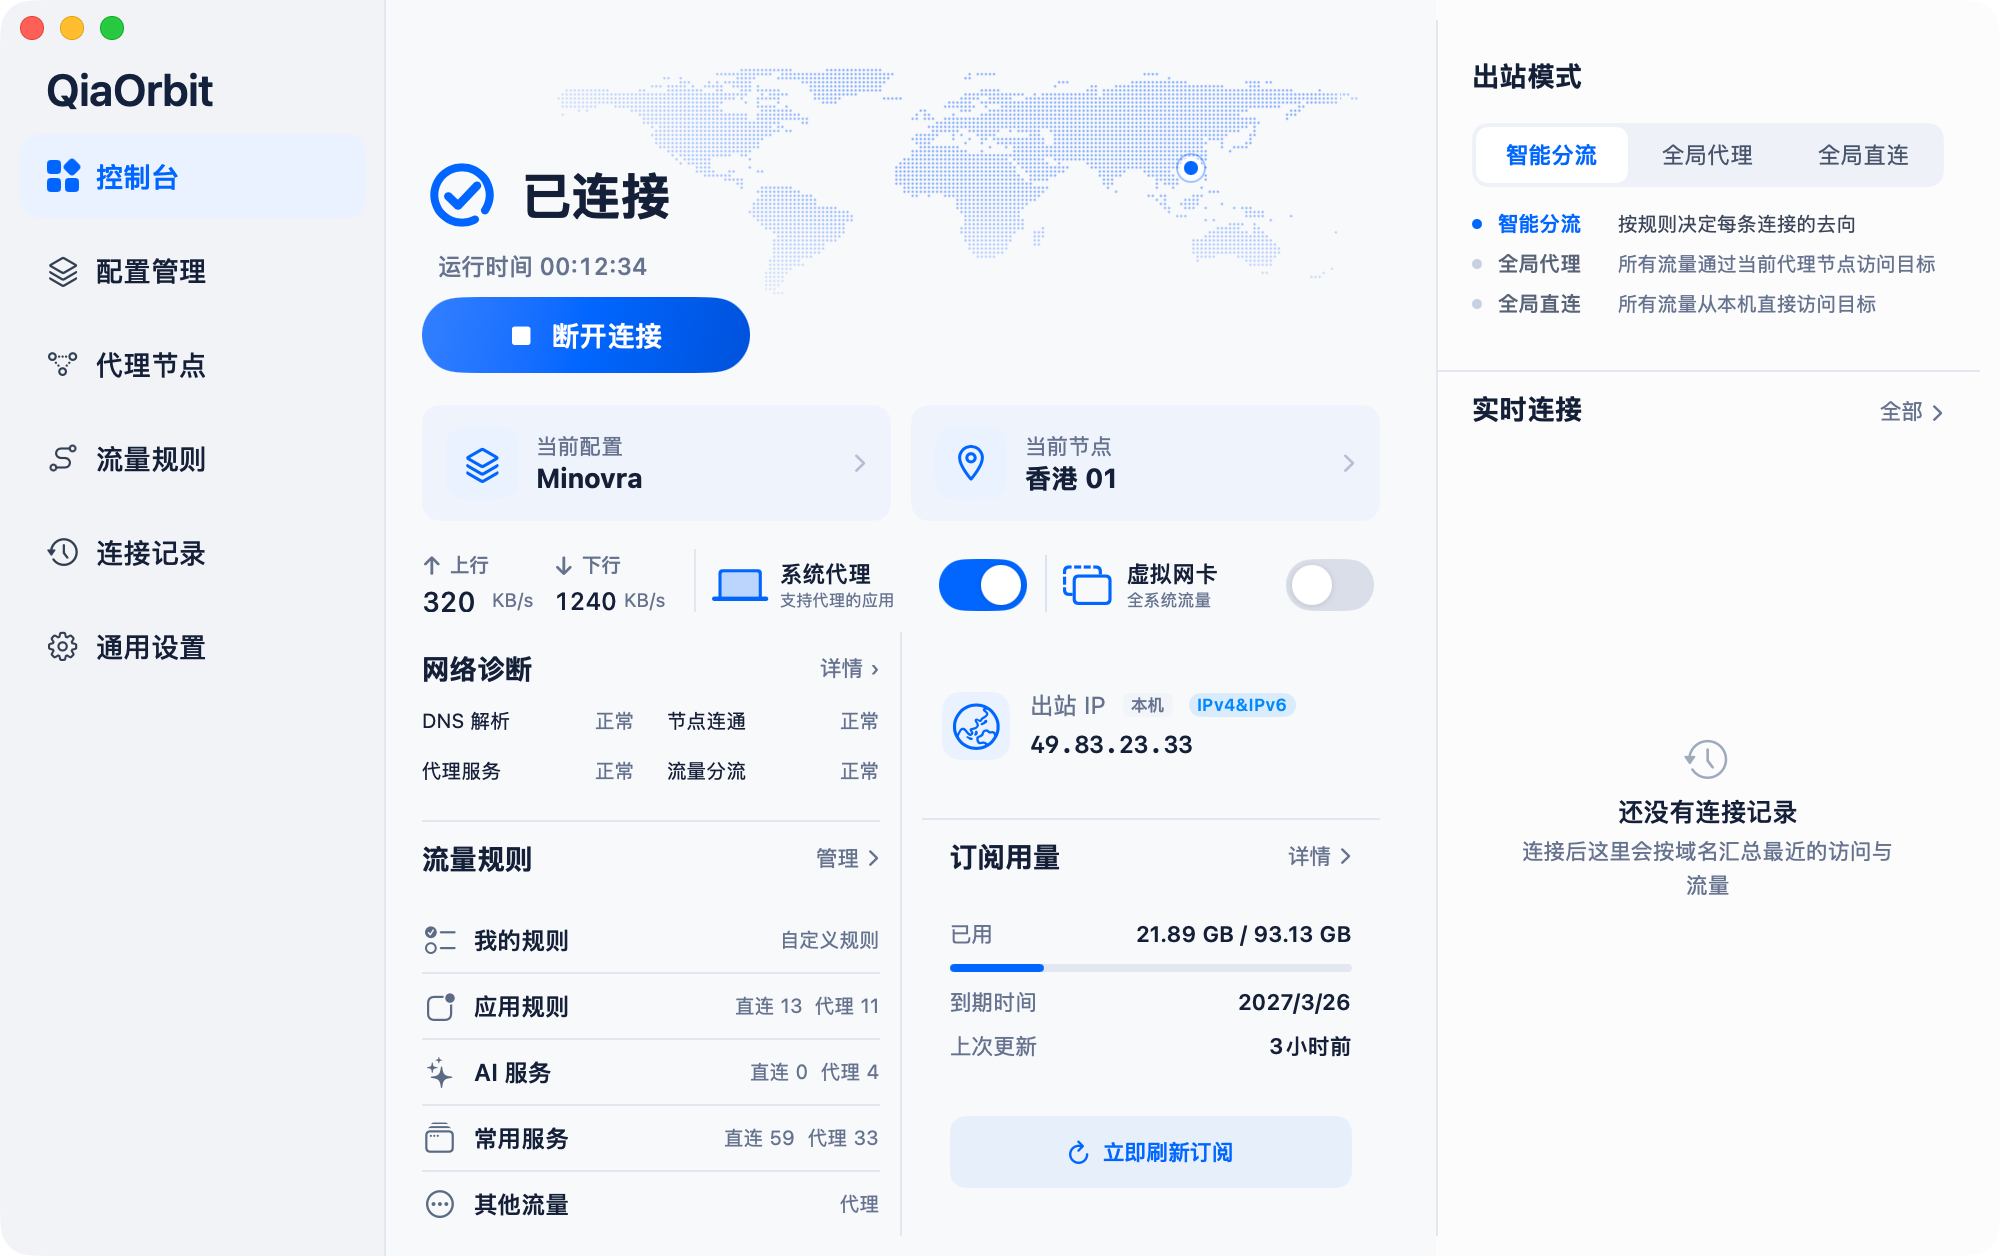 QiaOrbit
控制台
配置管理
代理节点
流量规则
连接记录
通用设置
已连接
运行时间 00:12:34
断开连接
当前配置
Minovra
当前节点
香港 01
上行
320 KB/s
下行
1240 KB/s
系统代理
支持代理的应用
虚拟网卡
全系统流量
网络诊断
详情
DNS 解析 正常
节点连通 正常
代理服务 正常
流量分流 正常
出站 IP 本机 IPv4&IPv6
49.83.23.33
流量规则
管理
我的规则 自定义规则
应用规则 直连 13 代理 11
AI 服务 直连 0 代理 4
常用服务 直连 59 代理 33
其他流量 代理
订阅用量
详情
已用 21.89 GB / 93.13 GB
到期时间 2027/3/26
上次更新 3小时前
立即刷新订阅
出站模式
智能分流 全局代理 全局直连
智能分流 按规则决定每条连接的去向
全局代理 所有流量通过当前代理节点访问目标
全局直连 所有流量从本机直接访问目标
实时连接
全部
还没有连接记录
连接后这里会按域名汇总最近的访问与
流量